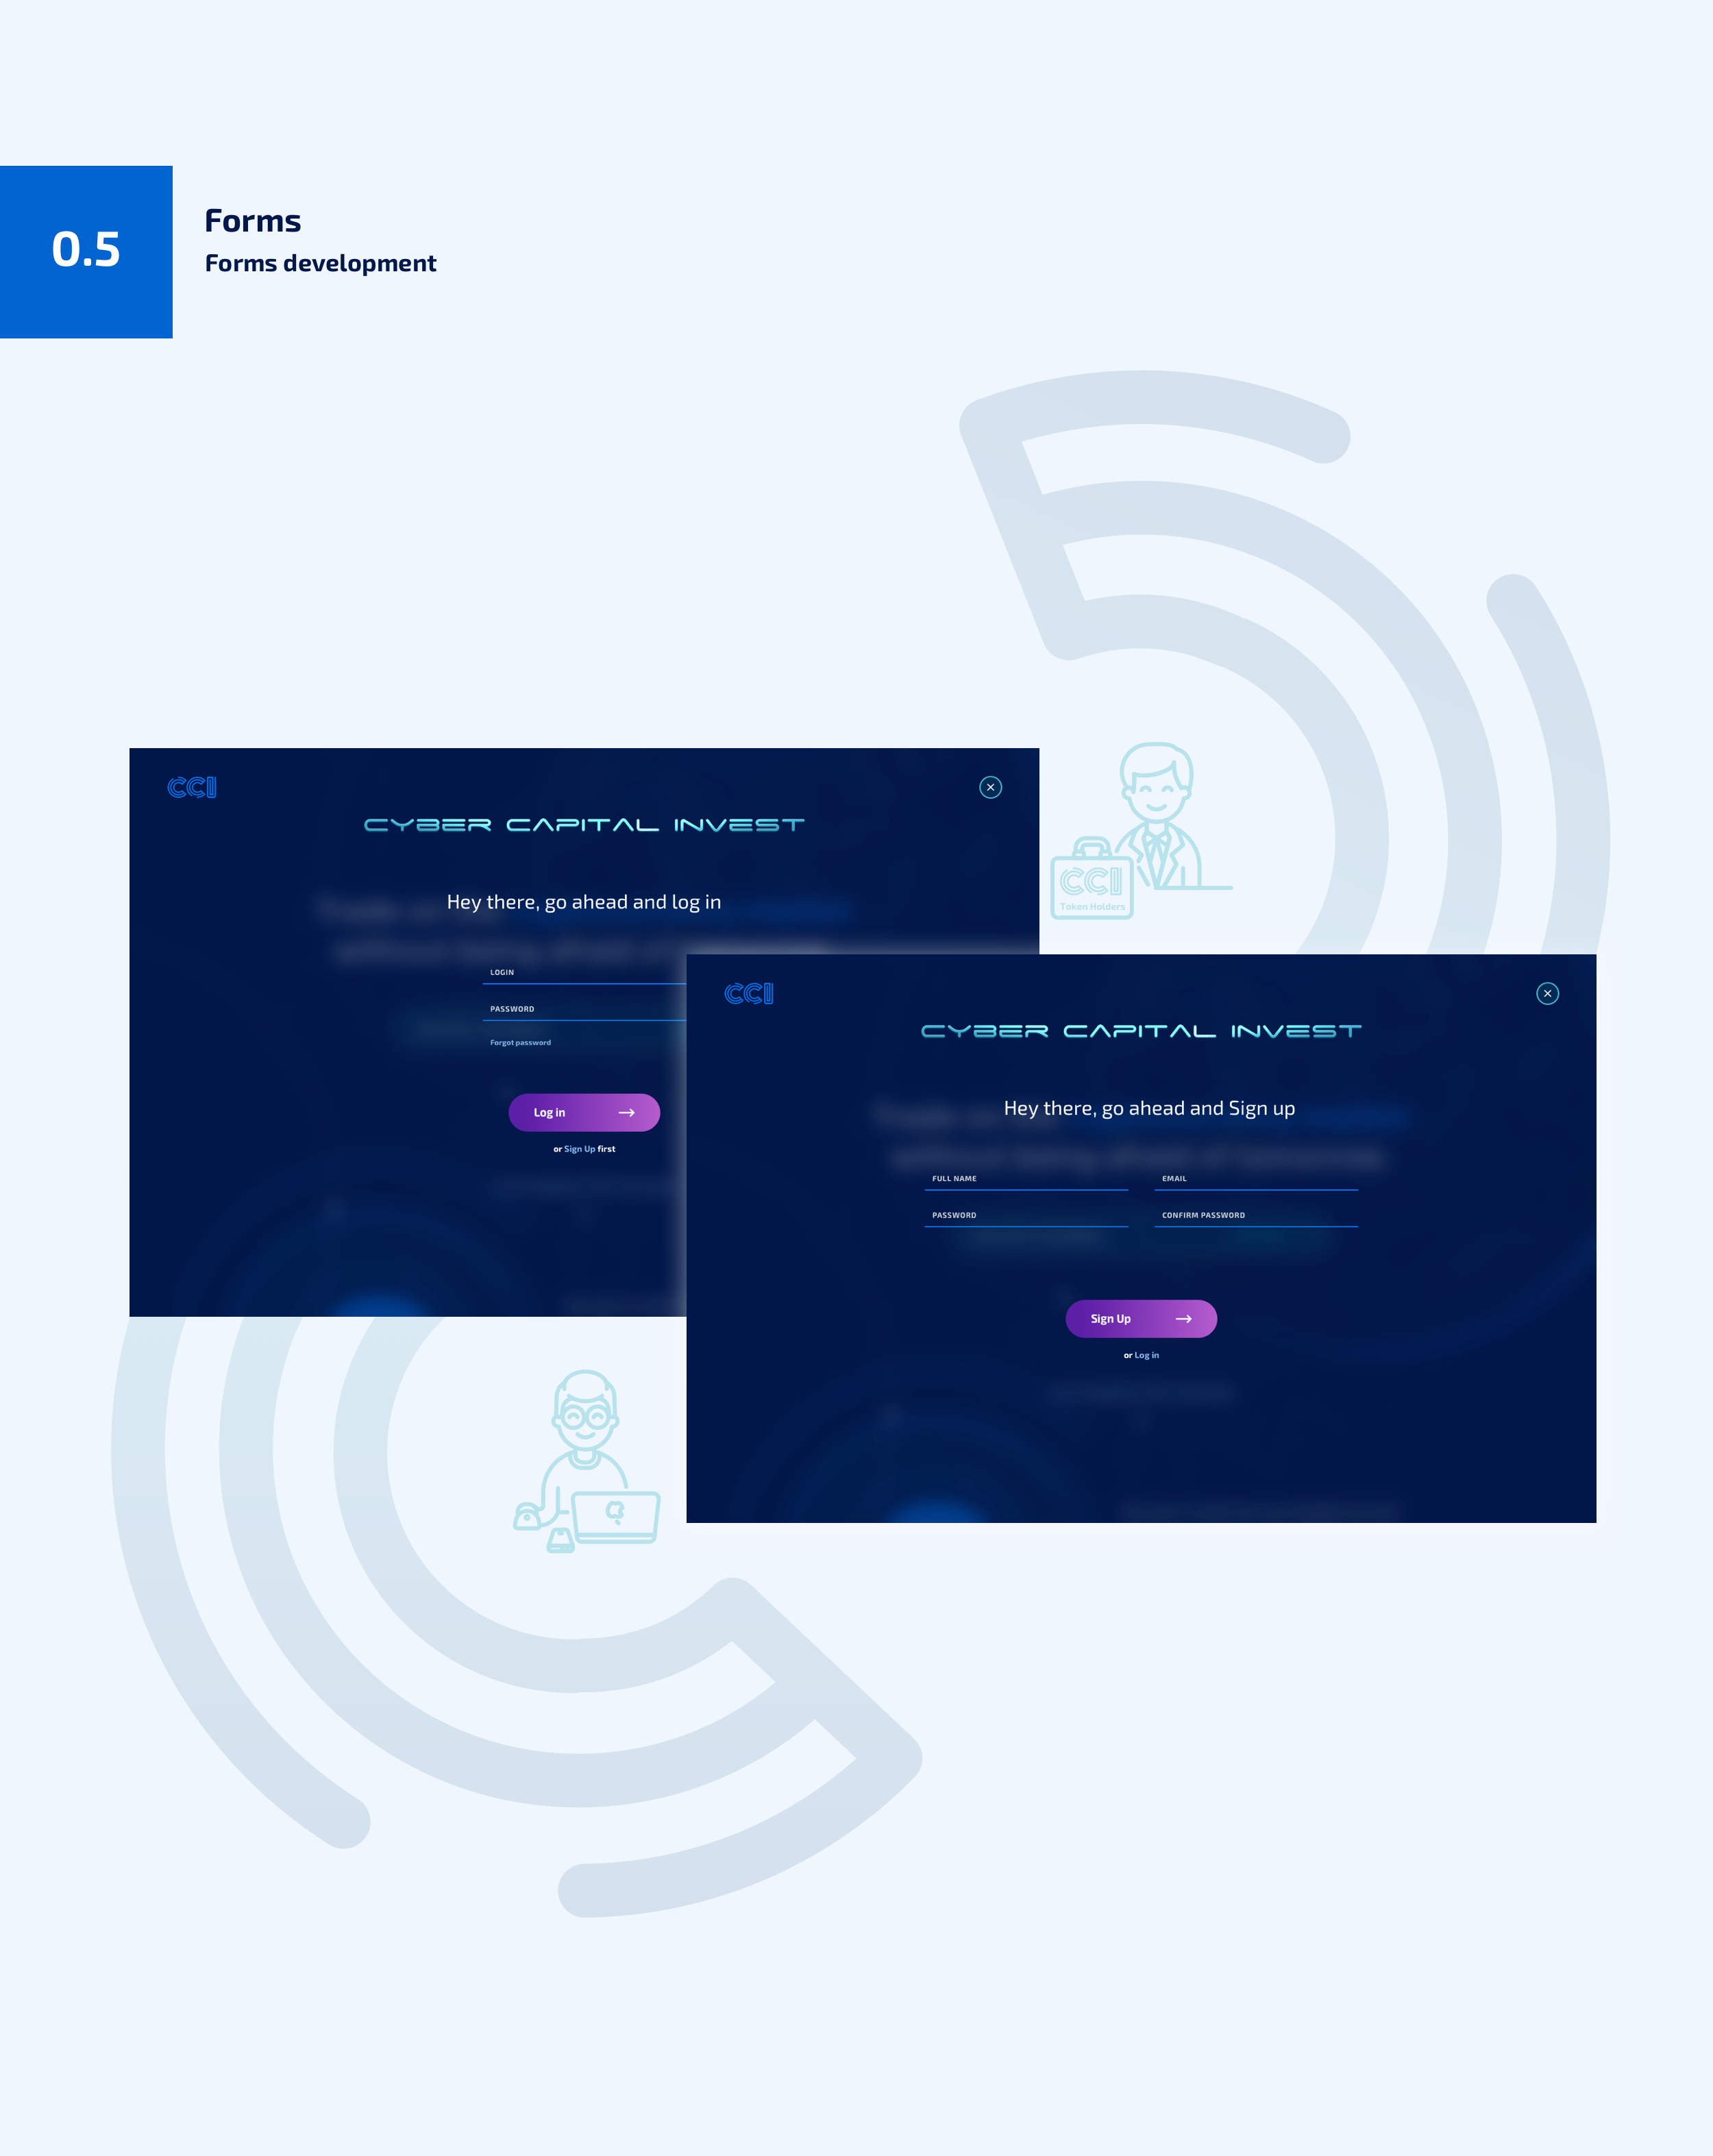 0.5
Forms
Forms development
CCI
CYBER CAPITAL INVEST
Hey there, go ahead and log in
LOGIN
PASSWORD
Forgot password
Log in
or Sign Up first
CCI
Token Holders
CCI
CYBER CAPITAL INVEST
Hey there, go ahead and Sign up
FULL NAME
EMAIL
PASSWORD
CONFIRM PASSWORD
Sign Up
or Log in